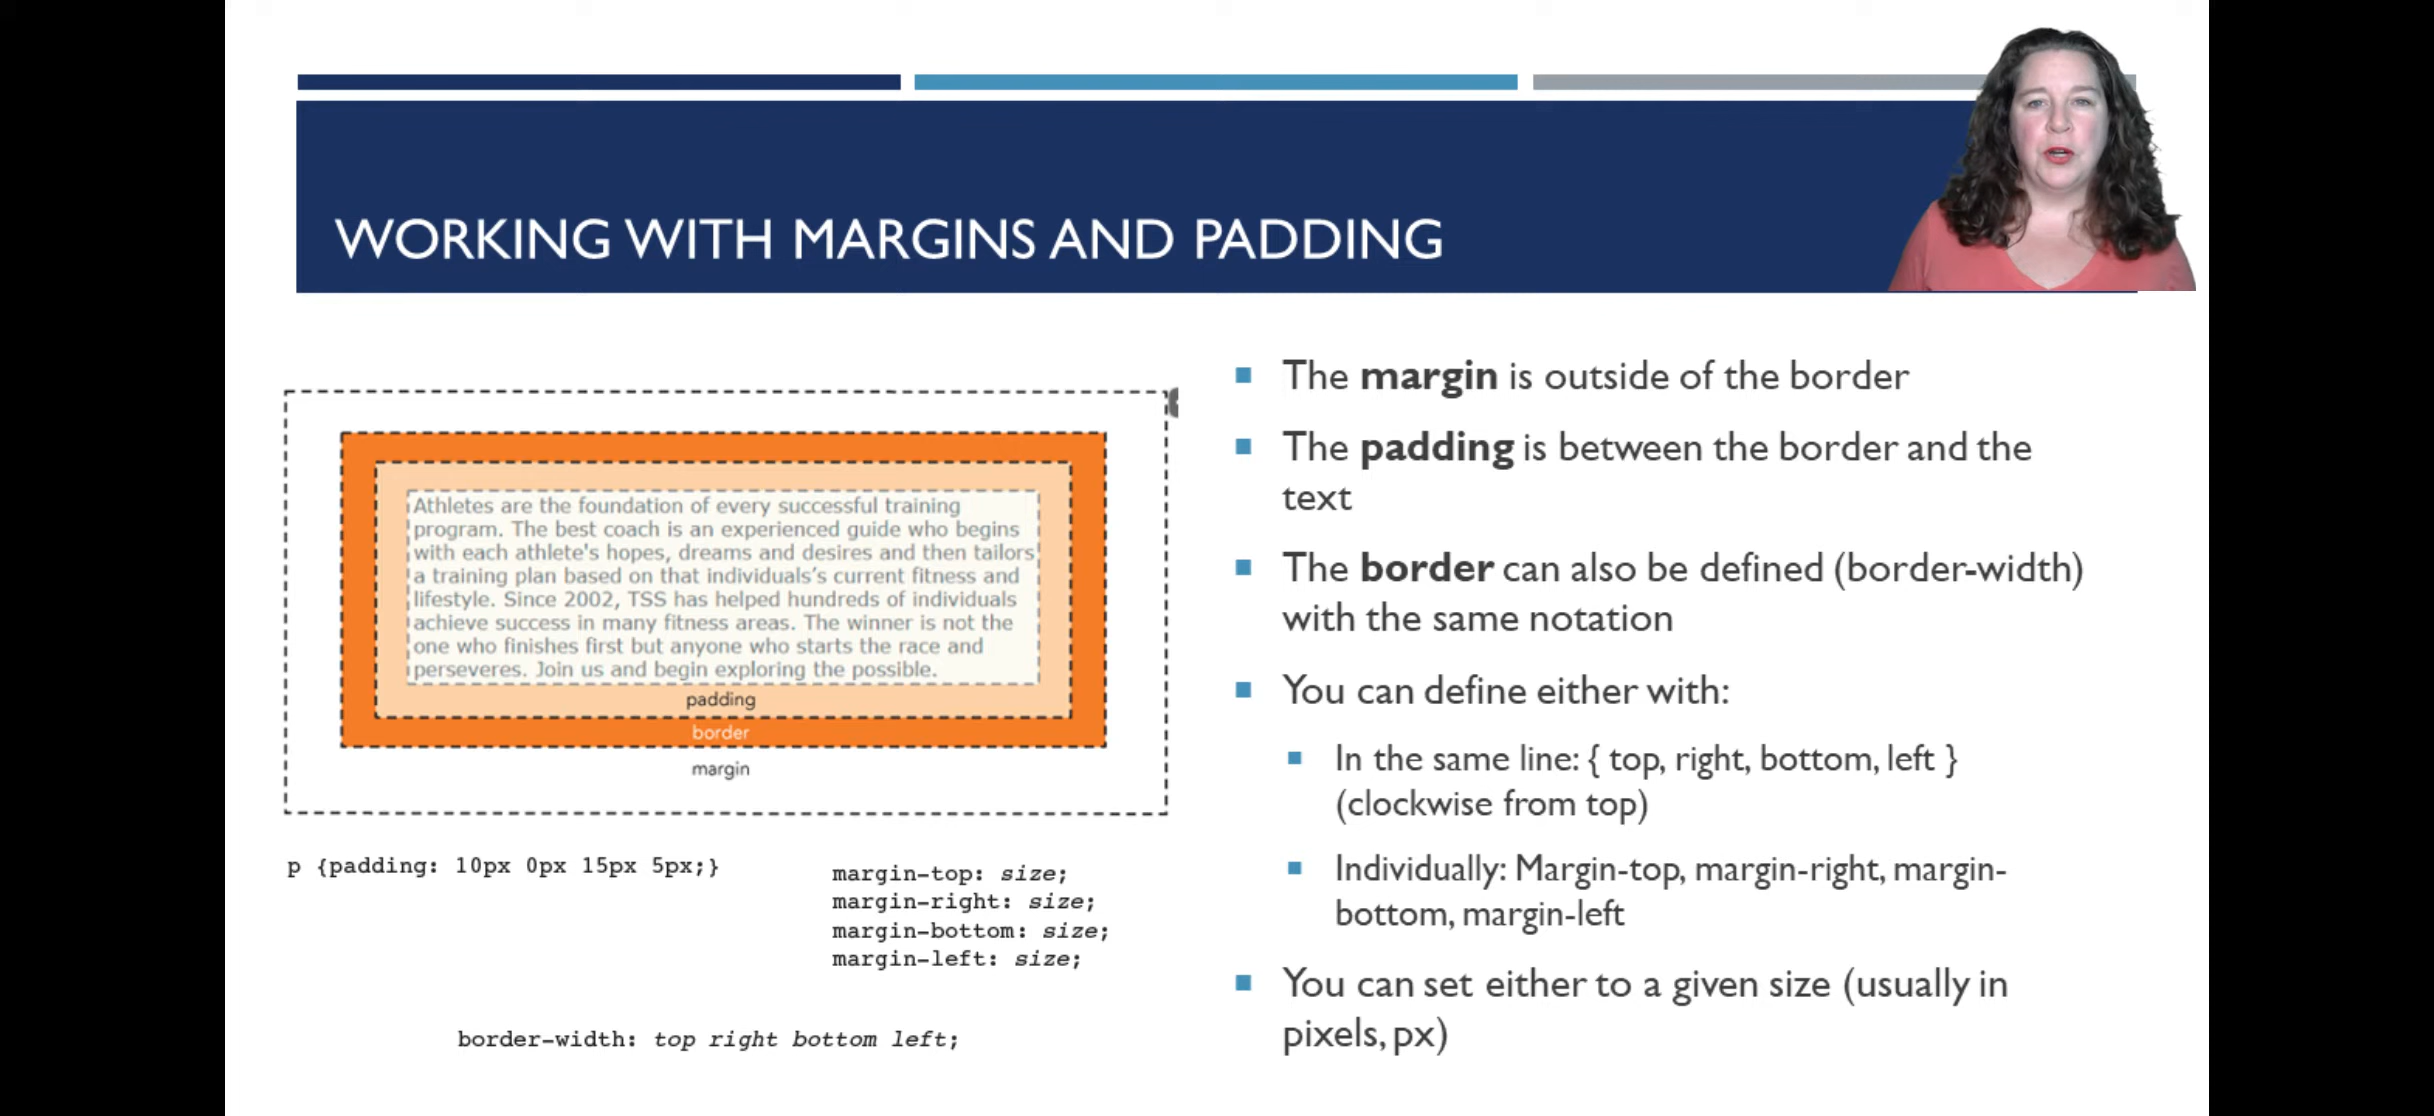 WORKING WITH MARGINS AND PADDING
Athletes are the foundation of every successful training
program. The best coach is an experienced guide who begins
with each athlete's hopes, dreams and desires and then tailors
a training plan based on that individuals's current fitness and
lifestyle. Since 2002, TSS has helped hundreds of individuals
achieve success in many fitness areas. The winner is not the
one who finishes first but anyone who starts the race and
perseveres. Join us and begin exploring the possible.
padding
border
margin
p {padding: 10px 0px 15px 5px;}
margin-top: size;
margin-right: size;
margin-bottom: size;
margin-left: size;
border-width: top right bottom left;
The margin is outside of the border
The padding is between the border and the
text
The border can also be defined (border-width)
with the same notation
You can define either with:
In the same line: { top, right, bottom, left }
(clockwise from top)
Individually: Margin-top, margin-right, margin-
bottom, margin-left
You can set either to a given size (usually in
pixels, px)